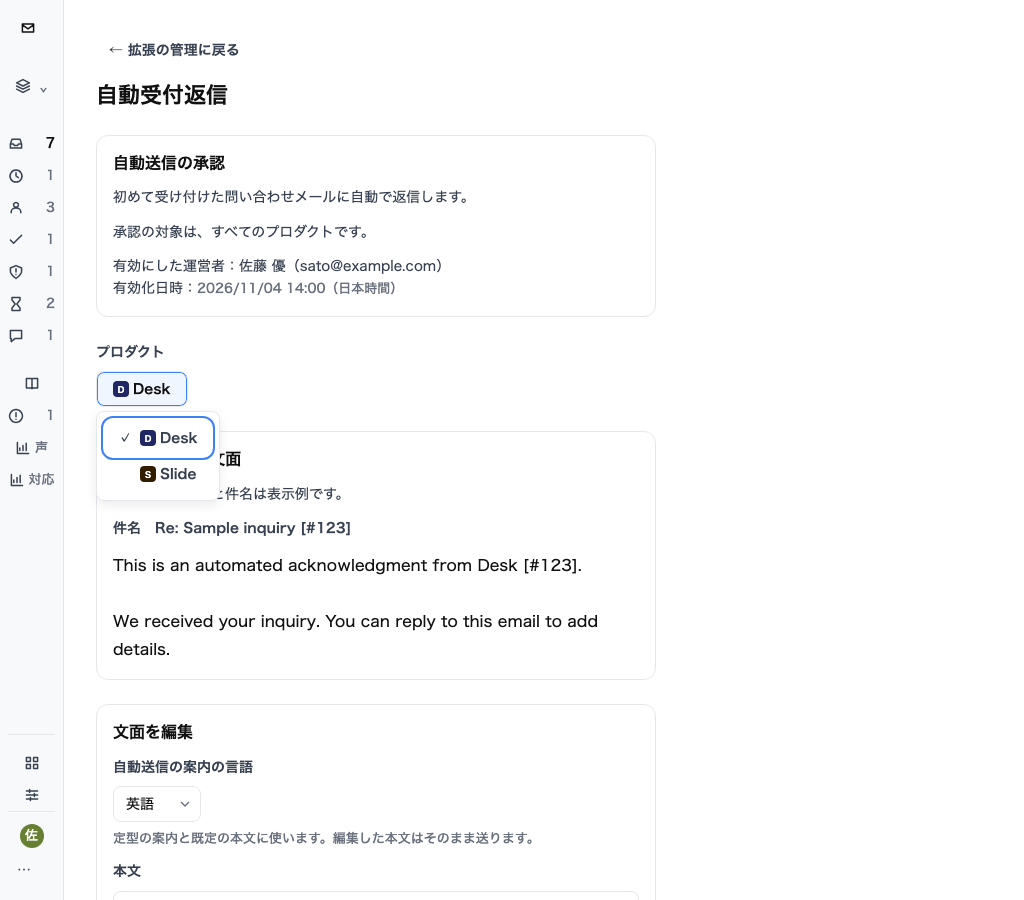 ← 拡張の管理に戻る
自動受付返信
自動送信の承認
初めて受け付けた問い合わせメールに自動で返信します。
承認の対象は、すべてのプロダクトです。
有効にした運営者：佐藤 優（sato@example.com）
有効化日時：2026/11/04 14:00（日本時間）
プロダクト
D Desk
✓ D Desk
S Slide
文面
と件名は表示例です。
件名 Re: Sample inquiry [#123]
This is an automated acknowledgment from Desk [#123].
We received your inquiry. You can reply to this email to add
details.
文面を編集
自動送信の案内の言語
英語
定型の案内と既定の本文に使います。編集した本文はそのまま送ります。
本文
7
1
3
1
1
2
1
1
声
対応
佐
…